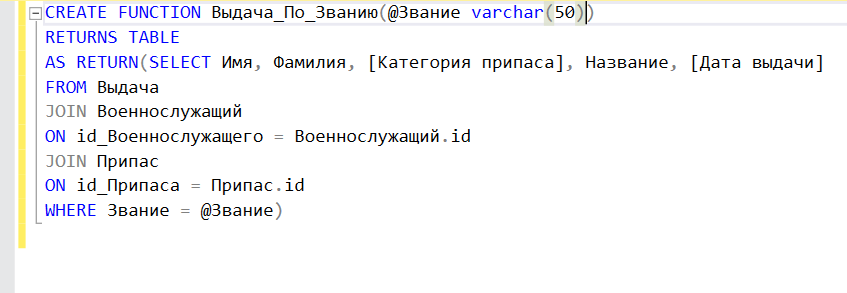 CREATE FUNCTION Выдача_По_Званию(@Звание varchar(50))
RETURNS TABLE
AS RETURN(SELECT Имя, Фамилия, [Категория припаса], Название, [Дата выдачи]
FROM Выдача
JOIN Военнослужащий
ON id_Военнослужащего = Военнослужащий.id
JOIN Припас
ON id_Припаса = Припас.id
WHERE Звание = @Звание)